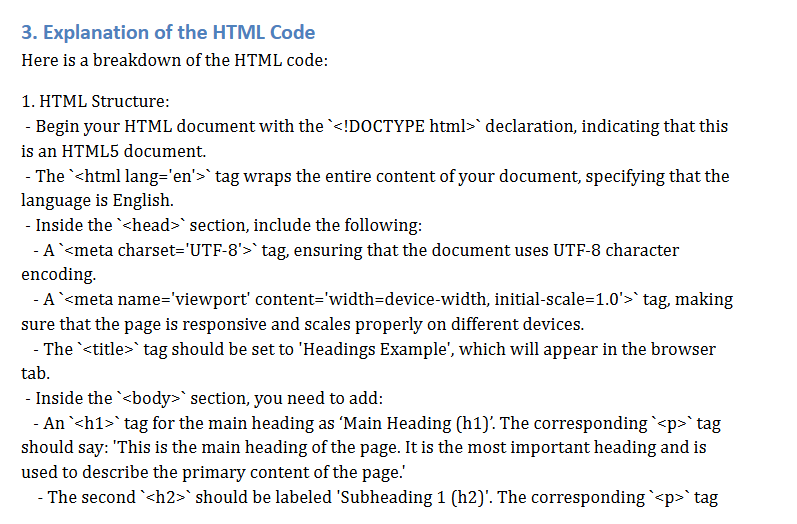 3. Explanation of the HTML Code
Here is a breakdown of the HTML code:
1. HTML Structure:
- Begin your HTML document with the `<!DOCTYPE html>` declaration, indicating that this
is an HTML5 document.
- The `<html lang='en'>` tag wraps the entire content of your document, specifying that the
language is English.
- Inside the `<head>` section, include the following:
- A `<meta charset='UTF-8'>` tag, ensuring that the document uses UTF-8 character
encoding.
- A `<meta name='viewport' content='width=device-width, initial-scale=1.0'>` tag, making
sure that the page is responsive and scales properly on different devices.
- The `<title>` tag should be set to 'Headings Example', which will appear in the browser
tab.
- Inside the `<body>` section, you need to add:
- An `<h1>` tag for the main heading as ‘Main Heading (h1)’. The corresponding `<p>` tag
should say: 'This is the main heading of the page. It is the most important heading and is
used to describe the primary content of the page.'
- The second `<h2>` should be labeled 'Subheading 1 (h2)'. The corresponding `<p>` tag